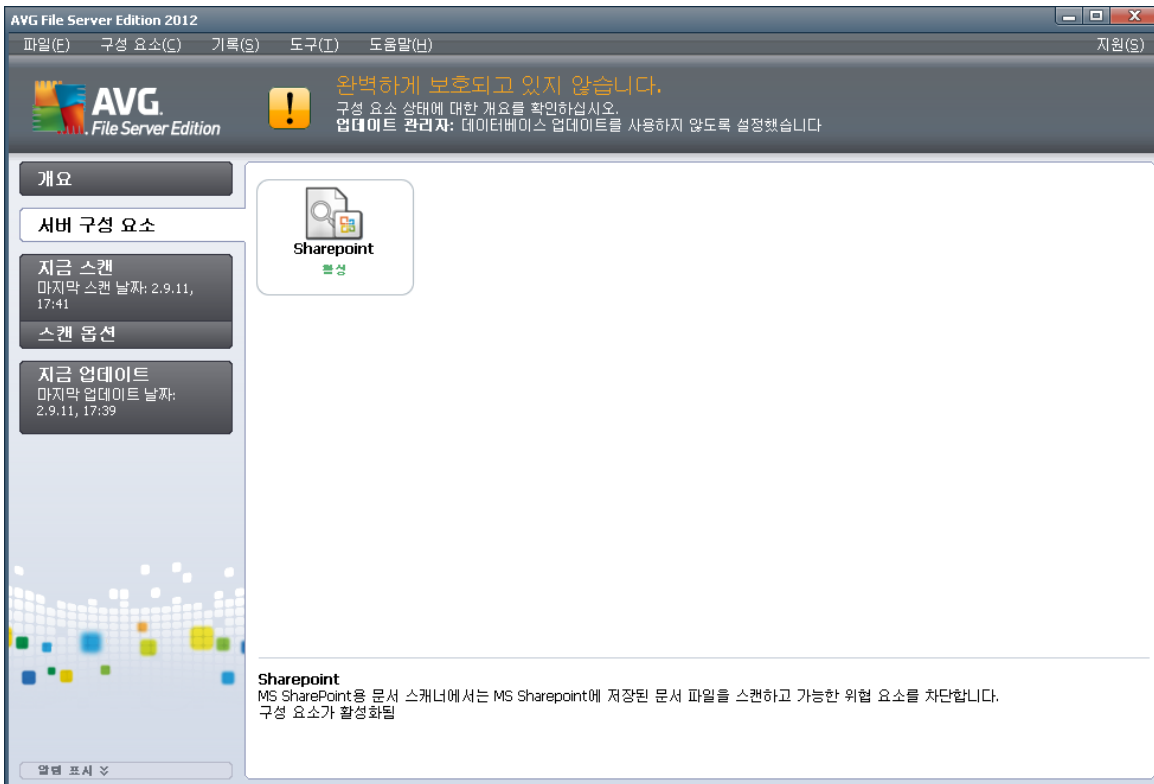 AVG File Server Edition 2012
파일(F) 구성 요소(C) 기록(S) 도구(T) 도움말(H) 지원(S)
완벽하게 보호되고 있지 않습니다.
구성 요소 상태에 대한 개요를 확인하십시오.
업데이트 관리자: 데이터베이스 업데이트를 사용하지 않도록 설정했습니다
AVG.
File Server Edition
개요
서버 구성 요소
지금 스캔
마지막 스캔 날짜: 2.9.11,
17:41
스캔 옵션
지금 업데이트
마지막 업데이트 날짜:
2.9.11, 17:39
Sharepoint
활성
Sharepoint
MS SharePoint용 문서 스캐너에서는 MS Sharepoint에 저장된 문서 파일을 스캔하고 가능한 위협 요소를 차단합니다.
구성 요소가 활성화됨
알림 표시